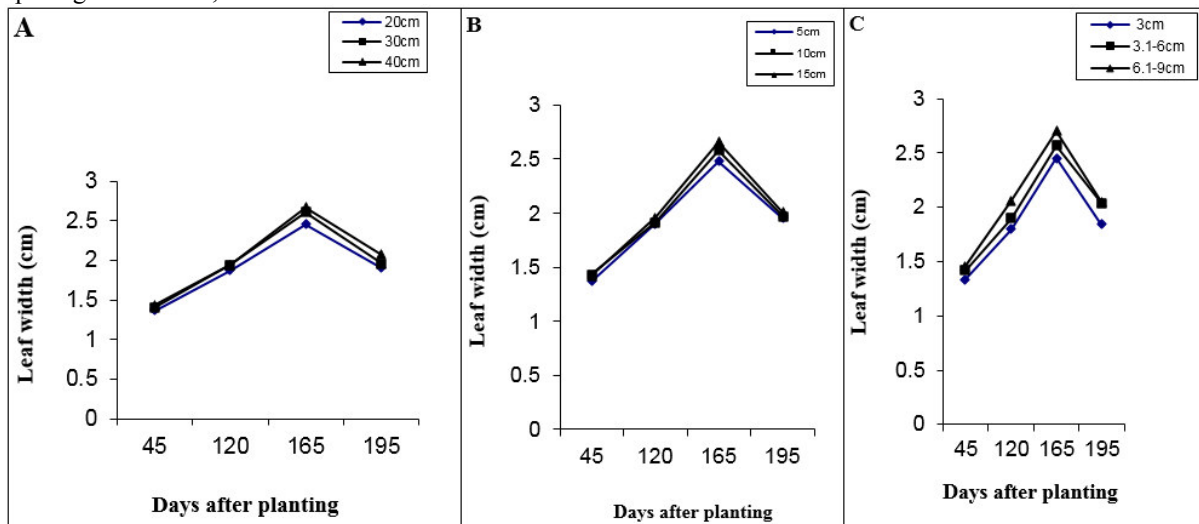 A
20cm
30cm
40cm
Leaf width (cm)
3
2.5
2
1.5
1
0.5
0
45 120 165 195
Days after planting
B
5cm
10cm
15cm
Leaf width (cm)
3
2.5
2
1.5
1
0.5
0
45 120 165 195
Days after planting
C
3cm
3.1-6cm
6.1-9cm
Leaf width (cm)
3
2.5
2
1.5
1
0.5
0
45 120 165 195
Days after planting